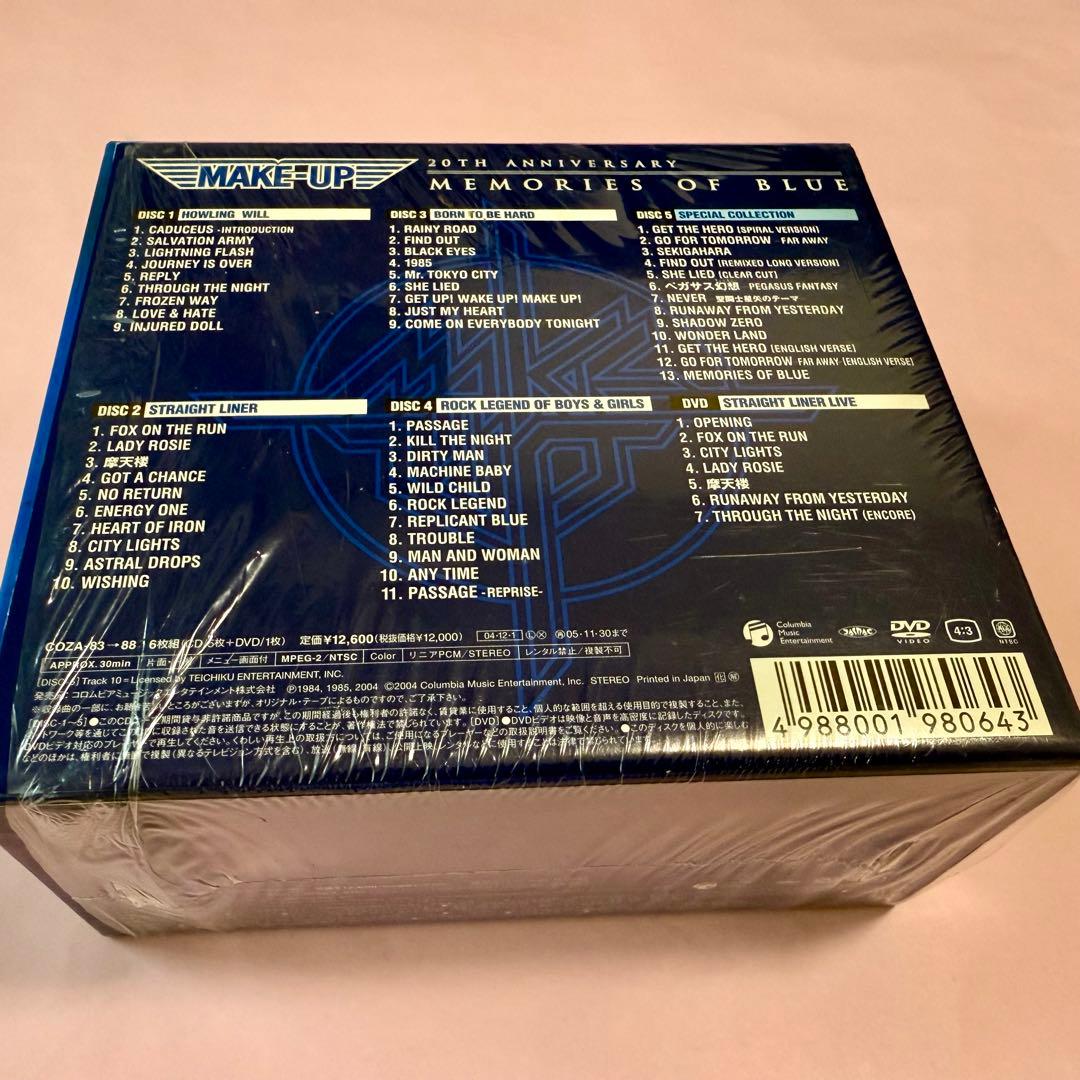 MAKE-UP
20TH ANNIVERSARY
MEMORIES OF BLUE
DISC 1 HOWLING WILL
1. CADUCEUS -INTRODUCTION
2. SALVATION ARMY
3. LIGHTNING FLASH
4. JOURNEY IS OVER
5. REPLY
6. THROUGH THE NIGHT
7. FROZEN WAY
8. LOVE & HATE
9. INJURED DOLL
DISC 3 BORN TO BE HARD
1. RAINY ROAD
2. FIND OUT
3. BLACK EYES
4. 1985
5. Mr. TOKYO CITY
6. SHE LIED
7. GET UP! WAKE UP! MAKE UP!
8. JUST MY HEART
9. COME ON EVERYBODY TONIGHT
DISC 5 SPECIAL COLLECTION
1. GET THE HERO [SPIRAL VERSION]
2. GO FOR TOMORROW FAR AWAY
3. SEKIGAHARA
4. FIND OUT (REMIXED LONG VERSION)
5. SHE LIED (CLEAR CUT)
6. ペガサス幻想 PEGASUS FANTASY
7. NEVER 聖闘士星矢のテーマ
8. RUNAWAY FROM YESTERDAY
9. SHADOW ZERO
10. WONDER LAND
11. GET THE HERO [ENGLISH VERSE]
12. GO FOR TOMORROW FAR AWAY [ENGLISH VERSE]
13. MEMORIES OF BLUE
DISC 2 STRAIGHT LINER
1. FOX ON THE RUN
2. LADY ROSIE
3. 摩天楼
4. GOT A CHANCE
5. NO RETURN
6. ENERGY ONE
7. HEART OF IRON
8. CITY LIGHTS
9. ASTRAL DROPS
10. WISHING
DISC 4 ROCK LEGEND OF BOYS & GIRLS
1. PASSAGE
2. KILL THE NIGHT
3. DIRTY MAN
4. MACHINE BABY
5. WILD CHILD
6. ROCK LEGEND
7. REPLICANT BLUE
8. TROUBLE
9. MAN AND WOMAN
10. ANY TIME
11. PASSAGE -REPRISE-
DVD STRAIGHT LINER LIVE
1. OPENING
2. FOX ON THE RUN
3. CITY LIGHTS
4. LADY ROSIE
5. 摩天楼
6. RUNAWAY FROM YESTERDAY
7. THROUGH THE NIGHT (ENCORE)
COZA-83→88 6枚組(CD/5枚+DVD/1枚) 定価¥12,600(税抜価格¥12,000) 04・12・1 05・11・30まで
APPROX.30min 片面 メニュー画面付 MPEG-2/NTSC Color リニアPCM/STEREO レンタル禁止/複製不可
Columbia
Music
Entertainment
DVD
VIDEO
4:3
NTSC
[DISC 5] Track 10=Licensed by TEICHIKU ENTERTAINMENT, INC.
Ⓟ1984, 1985, 2004 ©2004 Columbia Music Entertainment, Inc. STEREO Printed in Japan
4 988001 980643